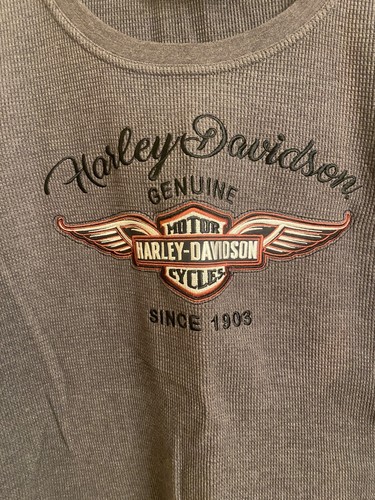 Harley Davidson
GENUINE
MOTOR
HARLEY-DAVIDSON
CYCLES
SINCE 1903